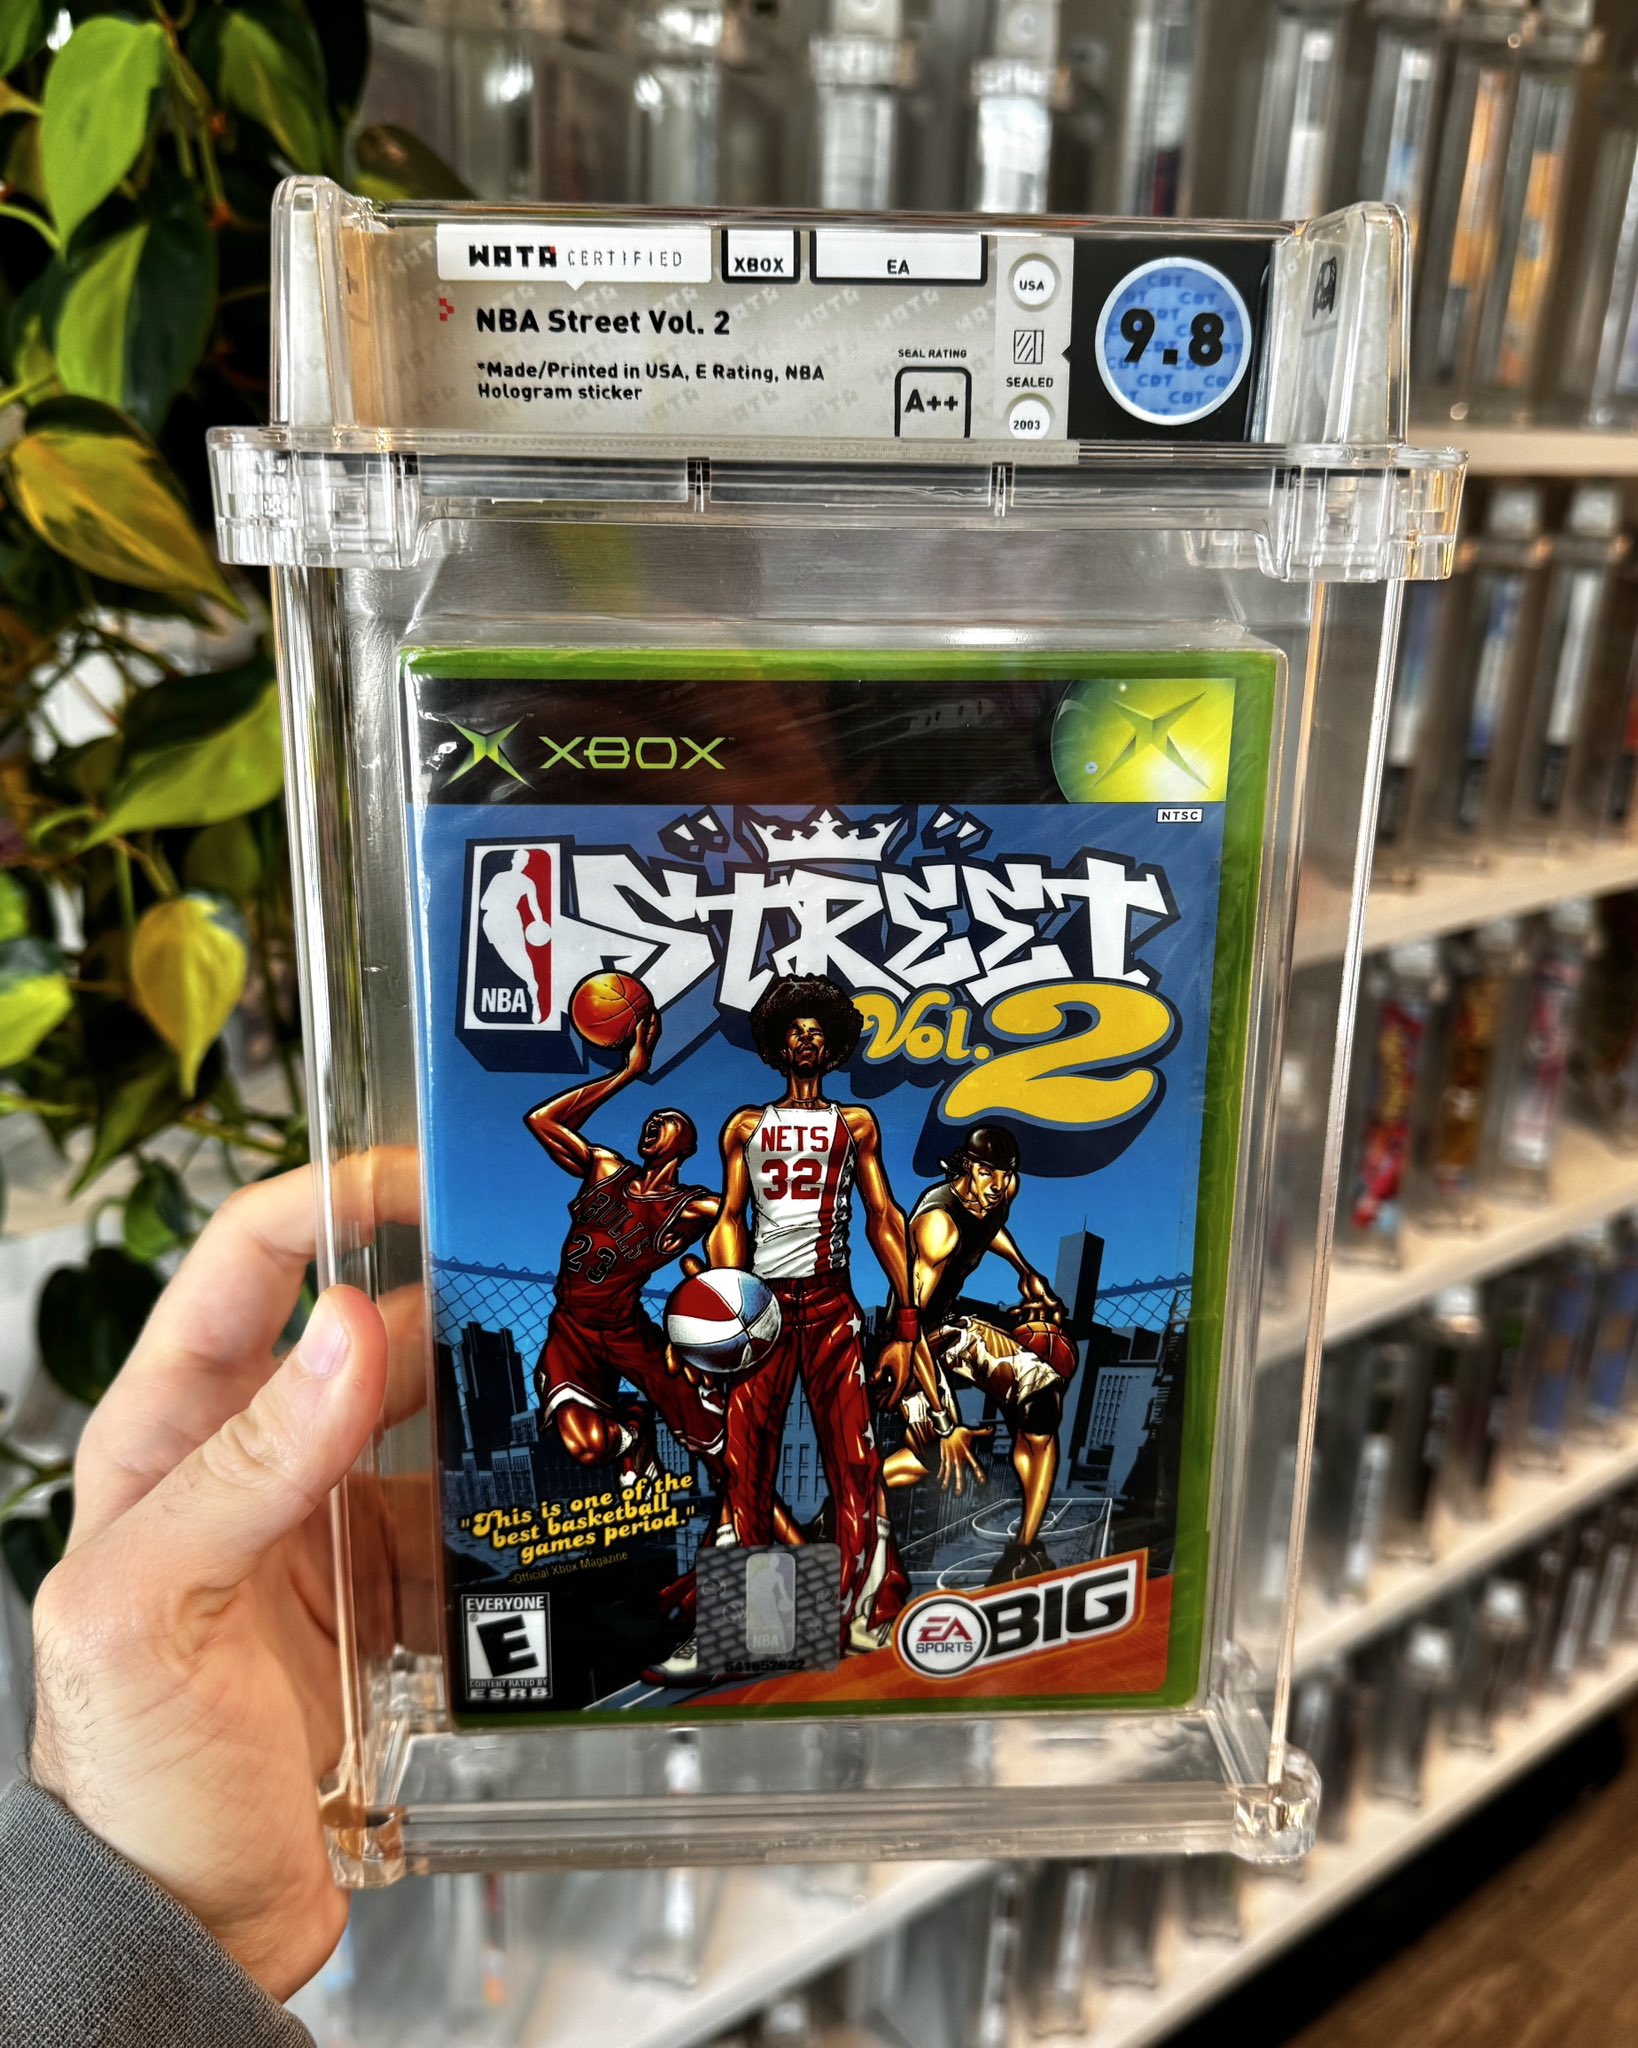 WATA CERTIFIED
XBOX
EA
USA
NBA Street Vol. 2
*Made/Printed in USA, E Rating, NBA
Hologram sticker
SEAL RATING
A++
SEALED
2003
CDT
9.8
XBOX
NTSC
NBA
STREET
Vol. 2
NETS
32
BULLS
23
"This is one of the
best basketball
games period."
–Official Xbox Magazine
EVERYONE
E
CONTENT RATED BY
ESRB
NBA
541652622
EA
SPORTS
BIG